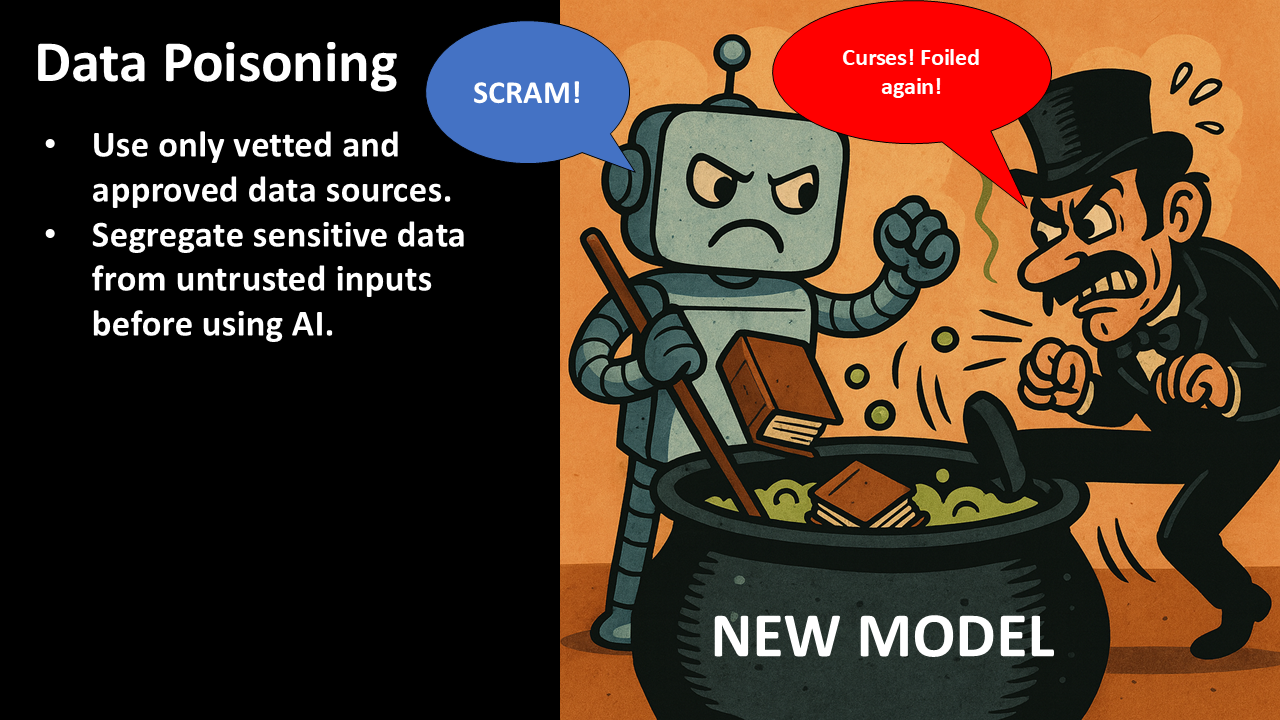 Data Poisoning
SCRAM!
Curses! Foiled
again!
• Use only vetted and
approved data sources.
• Segregate sensitive data
from untrusted inputs
before using AI.
NEW MODEL